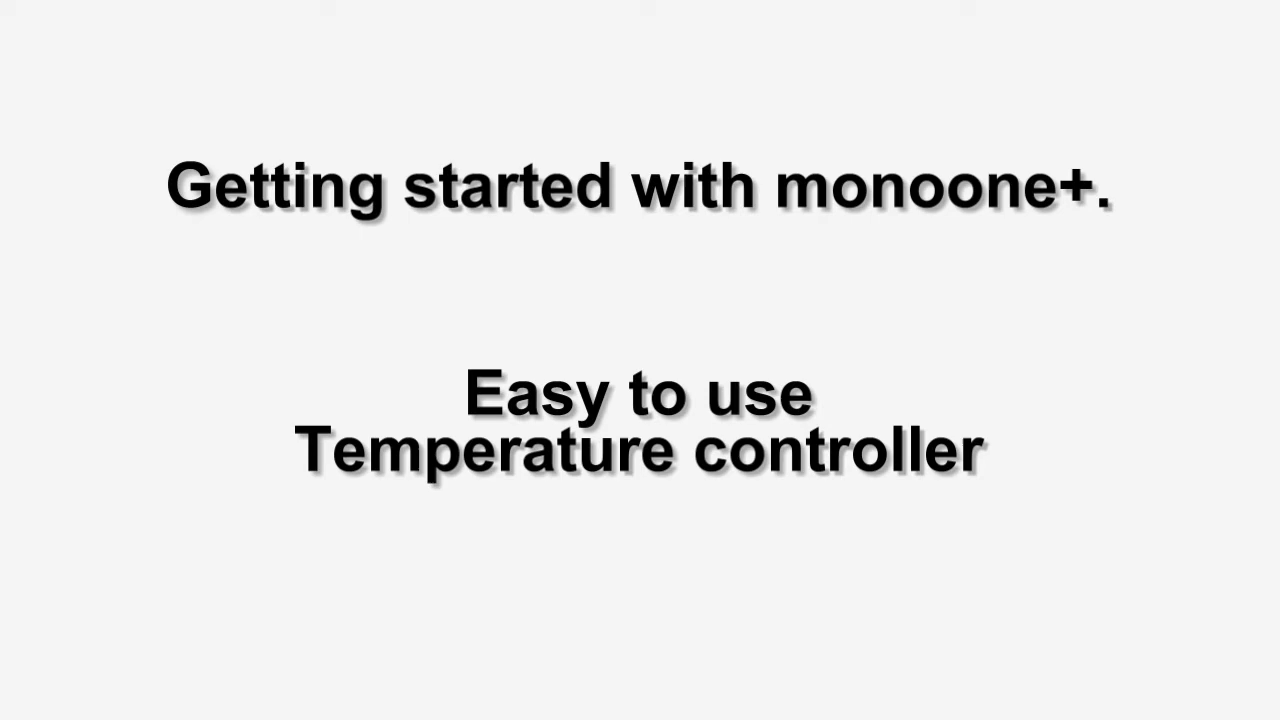 Getting started with monoone+.
Easy to use
Temperature controller